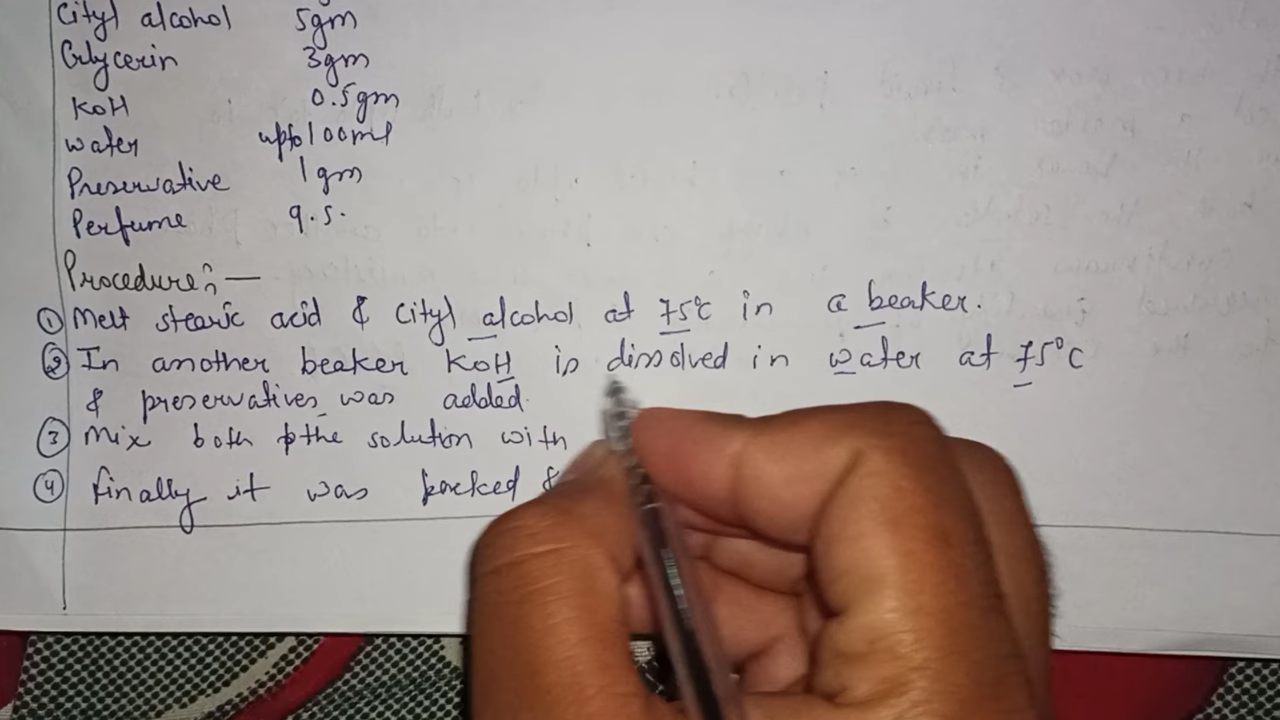 Cityl alcohol 5gm
Glycerin 3gm
KOH 0.5gm
water upto 100ml
Preservative 1gm
Perfume q.s.
Procedure:—
① Melt stearic acid & Cityl alcohol at 75°c in a beaker.
② In another beaker KOH is dissolved in water at 75°C
& preservatives was added.
③ Mix both the solution with
④ finally it was packed &